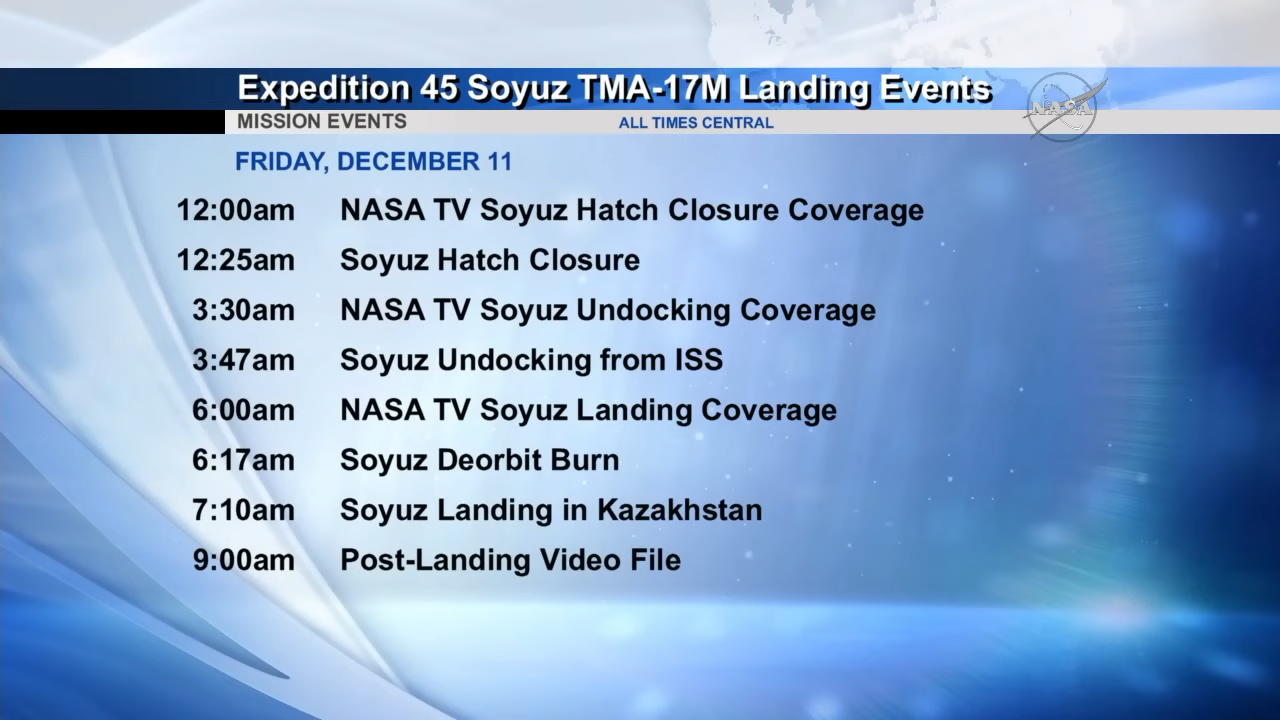 Expedition 45 Soyuz TMA-17M Landing Events
NASA
MISSION EVENTS ALL TIMES CENTRAL
FRIDAY, DECEMBER 11
12:00am NASA TV Soyuz Hatch Closure Coverage
12:25am Soyuz Hatch Closure
3:30am NASA TV Soyuz Undocking Coverage
3:47am Soyuz Undocking from ISS
6:00am NASA TV Soyuz Landing Coverage
6:17am Soyuz Deorbit Burn
7:10am Soyuz Landing in Kazakhstan
9:00am Post-Landing Video File